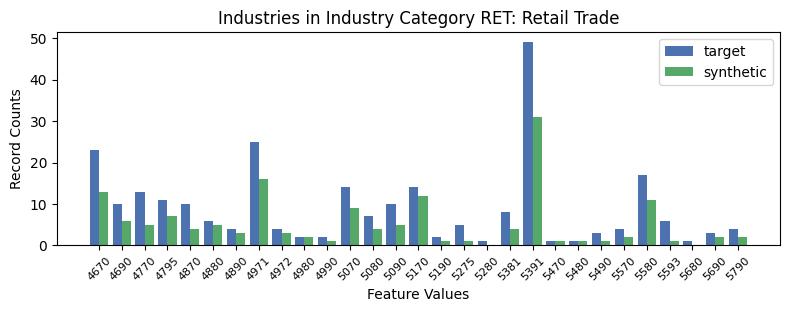 Industries in Industry Category RET: Retail Trade
target
synthetic
Record Counts
50
40
30
20
10
0
4670 4690 4770 4795 4870 4880 4890 4971 4972 4980 4990 5070 5080 5090 5170 5190 5275 5280 5381 5391 5470 5480 5490 5570 5580 5593 5680 5690 5790
Feature Values